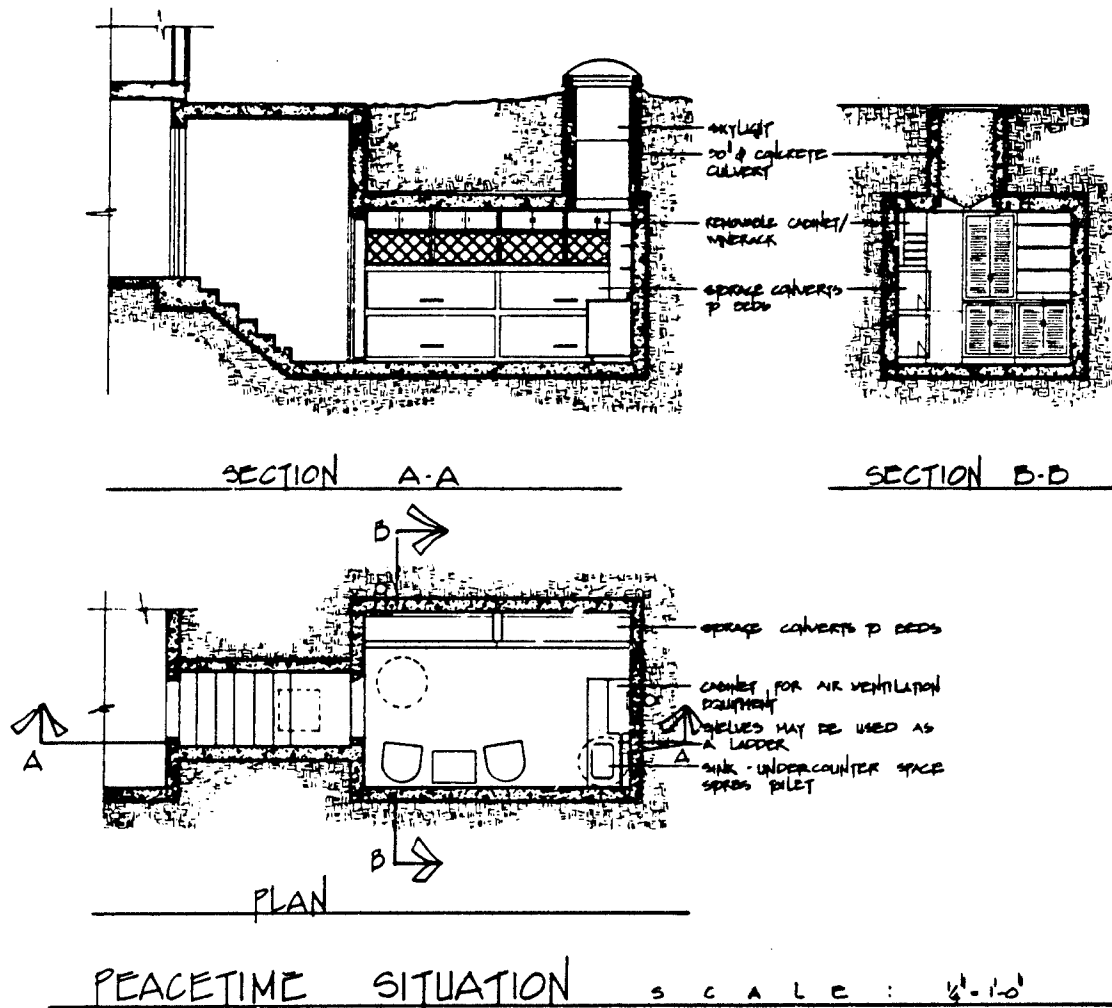 SKYLIGHT
30" ⌀ CONCRETE
CULVERT
REMOVABLE CABINET/
WINERACK
STORAGE CONVERTS
TO BEDS
SECTION A-A
SECTION B-B
B
STORAGE CONVERTS TO BEDS
CABINET FOR AIR VENTILATION
EQUIPMENT
SHELVES MAY BE USED AS
A LADDER
SINK - UNDERCOUNTER SPACE
STORES TOILET
A
A
B
PLAN
PEACETIME SITUATION SCALE : 1/4" - 1'-0"